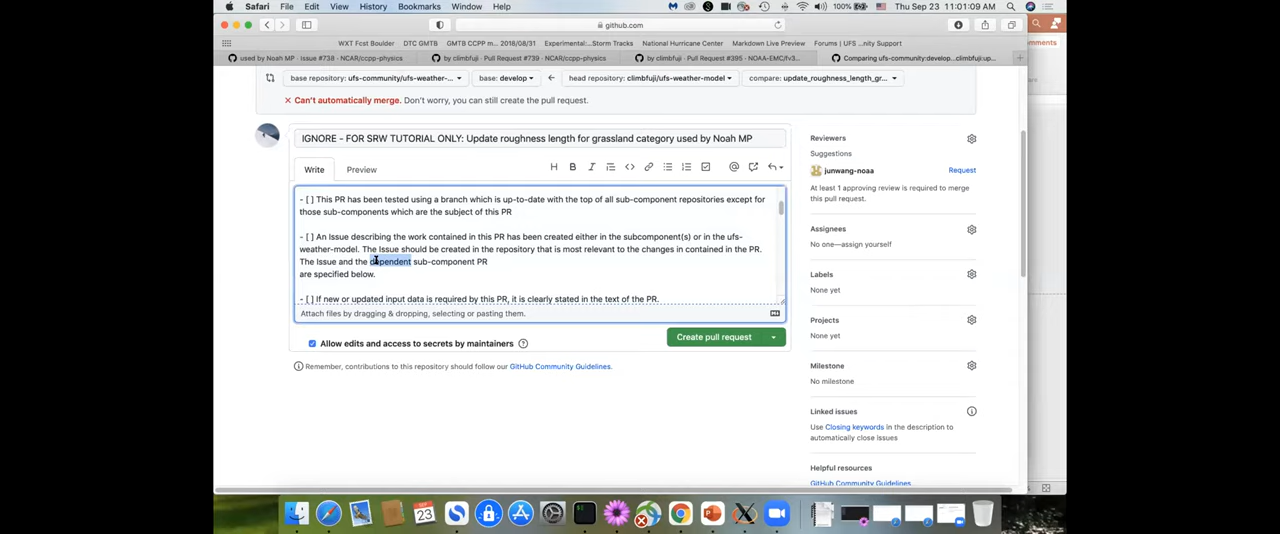 Safari File Edit View History Bookmarks Window Help 100% Thu Sep 23 11:01:09 AM
github.com
WXT Fcst Boulder DTC GMTB GMTB CCPP m... 2018/08/31 Experimental:...Storm Tracks National Hurricane Center Markdown Live Preview Forums | UFS ...nity Support
used by Noah MP · Issue #738 · NCAR/ccpp-physics by climbfuji · Pull Request #739 · NCAR/ccpp-physics by climbfuji · Pull Request #395 · NOAA-EMC/fv3... Comparing ufs-community:develop...climbfuji:up...
base repository: ufs-community/ufs-weather-... base: develop head repository: climbfuji/ufs-weather-model compare: update_roughness_length_gr...
Can't automatically merge. Don't worry, you can still create the pull request.
IGNORE - FOR SRW TUTORIAL ONLY: Update roughness length for grassland category used by Noah MP
Write Preview
- [ ] This PR has been tested using a branch which is up-to-date with the top of all sub-component repositories except for
those sub-components which are the subject of this PR
- [ ] An Issue describing the work contained in this PR has been created either in the subcomponent(s) or in the ufs-
weather-model. The Issue should be created in the repository that is most relevant to the changes in contained in the PR.
The Issue and the dependent sub-component PR
are specified below.
- [ ] If new or updated input data is required by this PR, it is clearly stated in the text of the PR.
Attach files by dragging & dropping, selecting or pasting them.
Allow edits and access to secrets by maintainers
Create pull request
Remember, contributions to this repository should follow our GitHub Community Guidelines.
Reviewers
Suggestions
junwang-noaa Request
At least 1 approving review is required to merge
this pull request.
Assignees
No one—assign yourself
Labels
None yet
Projects
None yet
Milestone
No milestone
Linked issues
Use Closing keywords in the description to
automatically close issues
Helpful resources
GitHub Community Guidelines
omments
SEP
23